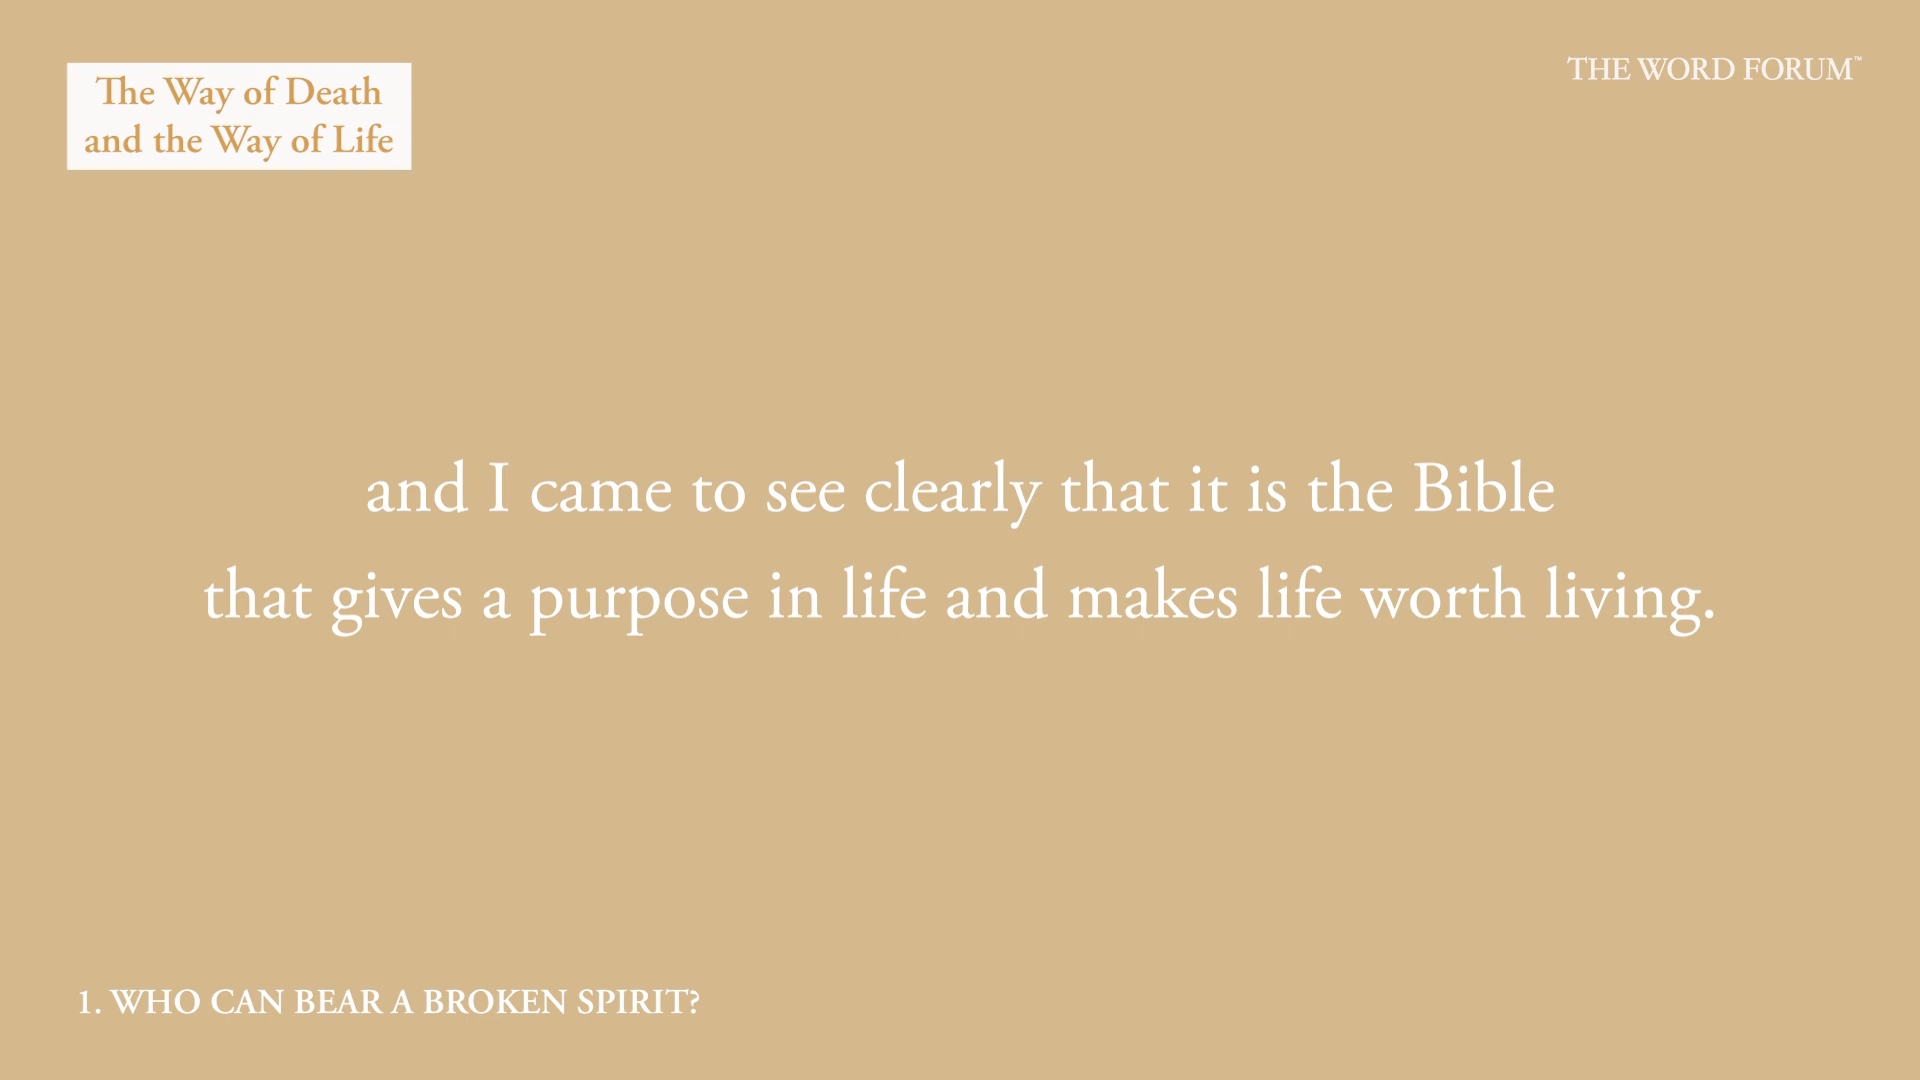 The Way of Death
and the Way of Life
THE WORD FORUM™
and I came to see clearly that it is the Bible
that gives a purpose in life and makes life worth living.
1. WHO CAN BEAR A BROKEN SPIRIT?